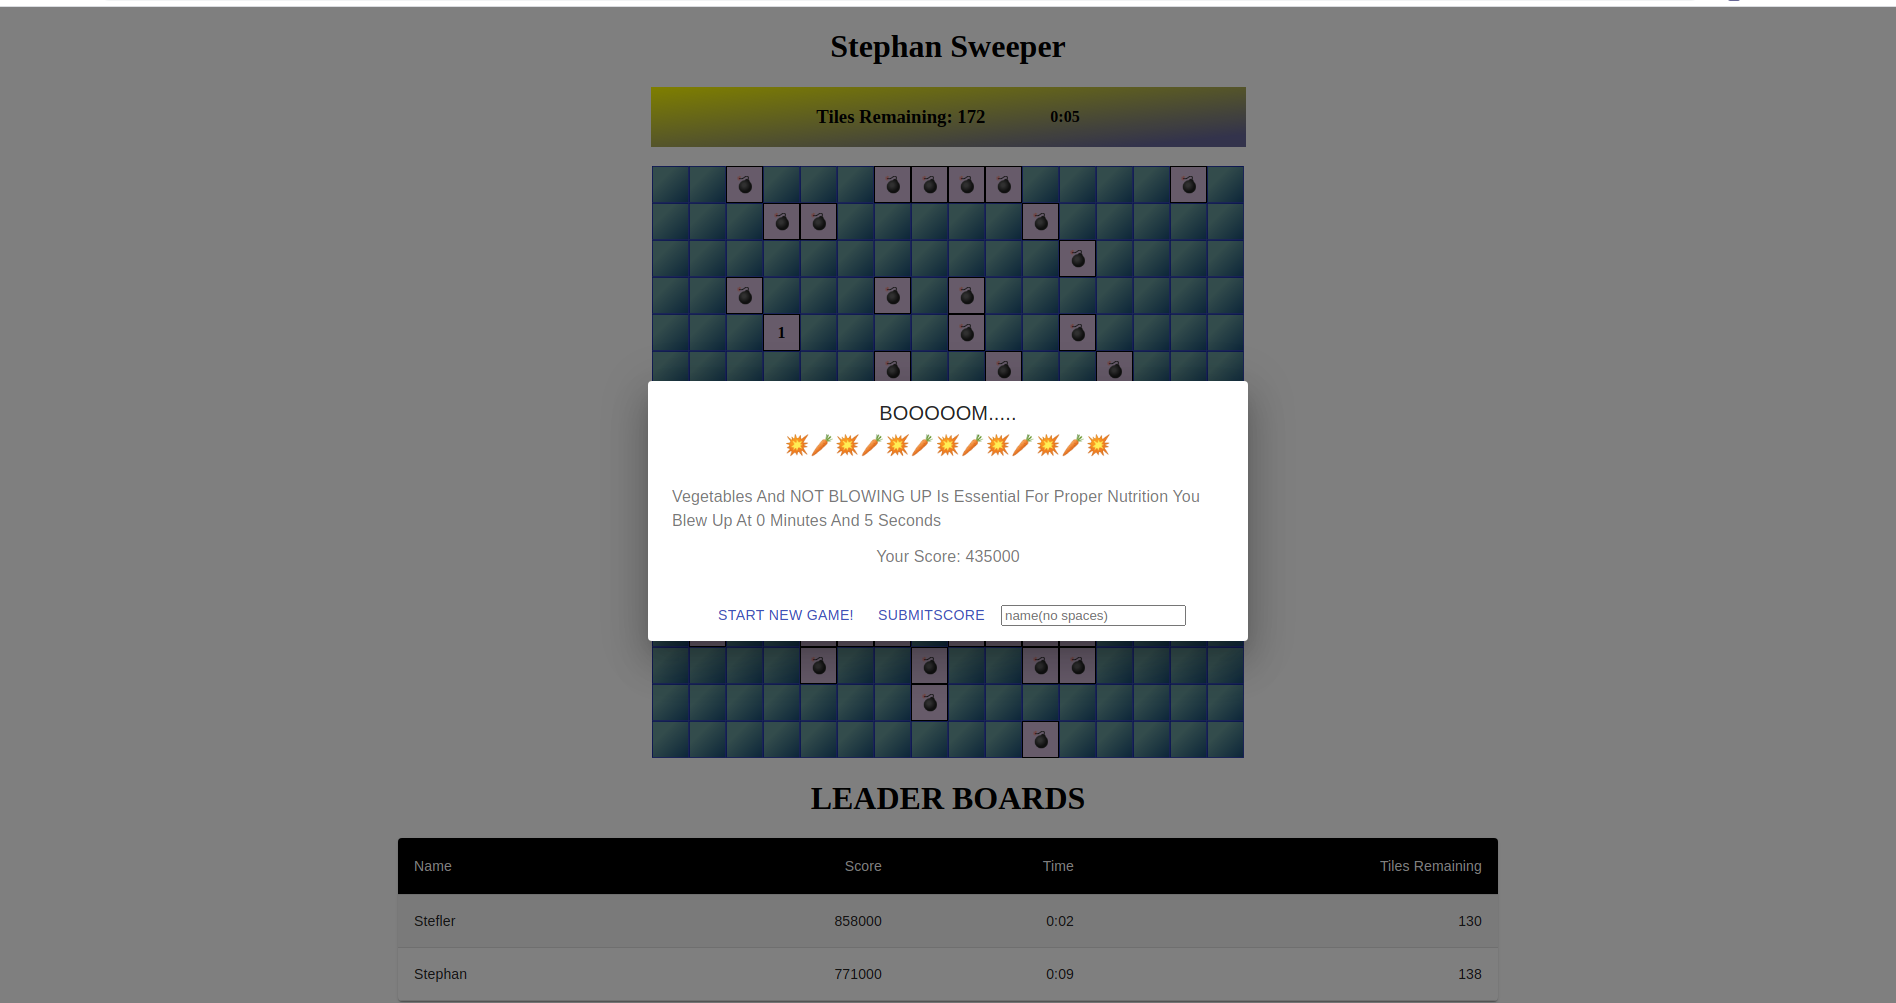 Stephan Sweeper
Tiles Remaining: 172 0:05
1
BOOOOOM.....
Vegetables And NOT BLOWING UP Is Essential For Proper Nutrition You
Blew Up At 0 Minutes And 5 Seconds
Your Score: 435000
START NEW GAME! SUBMITSCORE name(no spaces)
LEADER BOARDS
Name Score Time Tiles Remaining
Stefler 858000 0:02 130
Stephan 771000 0:09 138